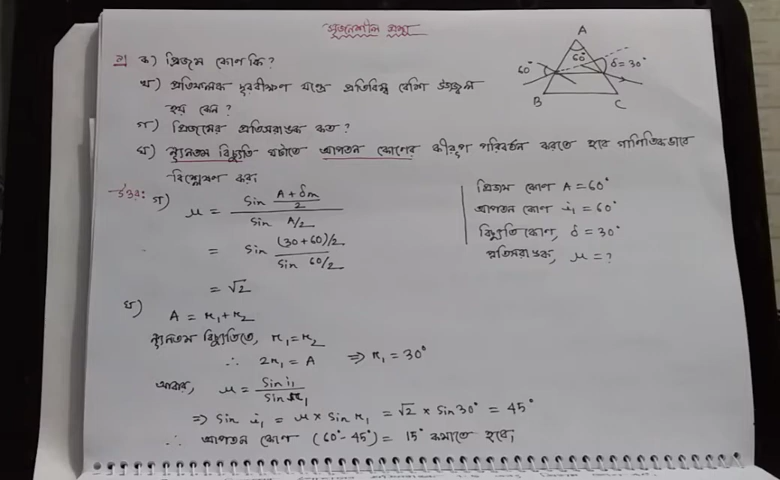 সৃজনশীল প্রশ্ন
ক) প্রিজম কোণ কি?
খ) প্রতিফলক দূরবীক্ষণ যন্ত্রে প্রতিবিম্ব বেশি উজ্জ্বল
হয় কেন?
গ) প্রিজমের প্রতিসরাঙ্ক কত?
ঘ) ন্যূনতম বিচ্যুতি ঘটাতে আপতন কোণের কীরূপ পরিবর্তন করতে হবে গাণিতিকভাবে
বিশ্লেষণ কর।
A
60°
60°
δ = 30°
B
C
উত্তর: গ) μ = sin (A + δm)/2 / sin A/2
= sin (30+60)/2 / sin 60/2
= √2
প্রিজম কোণ A = 60°
আপতন কোণ i₁ = 60°
বিচ্যুতি কোণ, δ = 30°
প্রতিসরাঙ্ক, μ = ?
ঘ)
A = r₁ + r₂
ন্যূনতম বিচ্যুতিতে, r₁ = r₂
∴ 2r₁ = A ⇒ r₁ = 30°
আবার, μ = sin i₁ / sin r₁
⇒ sin i₁ = μ × sin r₁ = √2 × sin 30° = 45°
∴ আপতন কোণ (60° - 45°) = 15° কমাতে হবে।